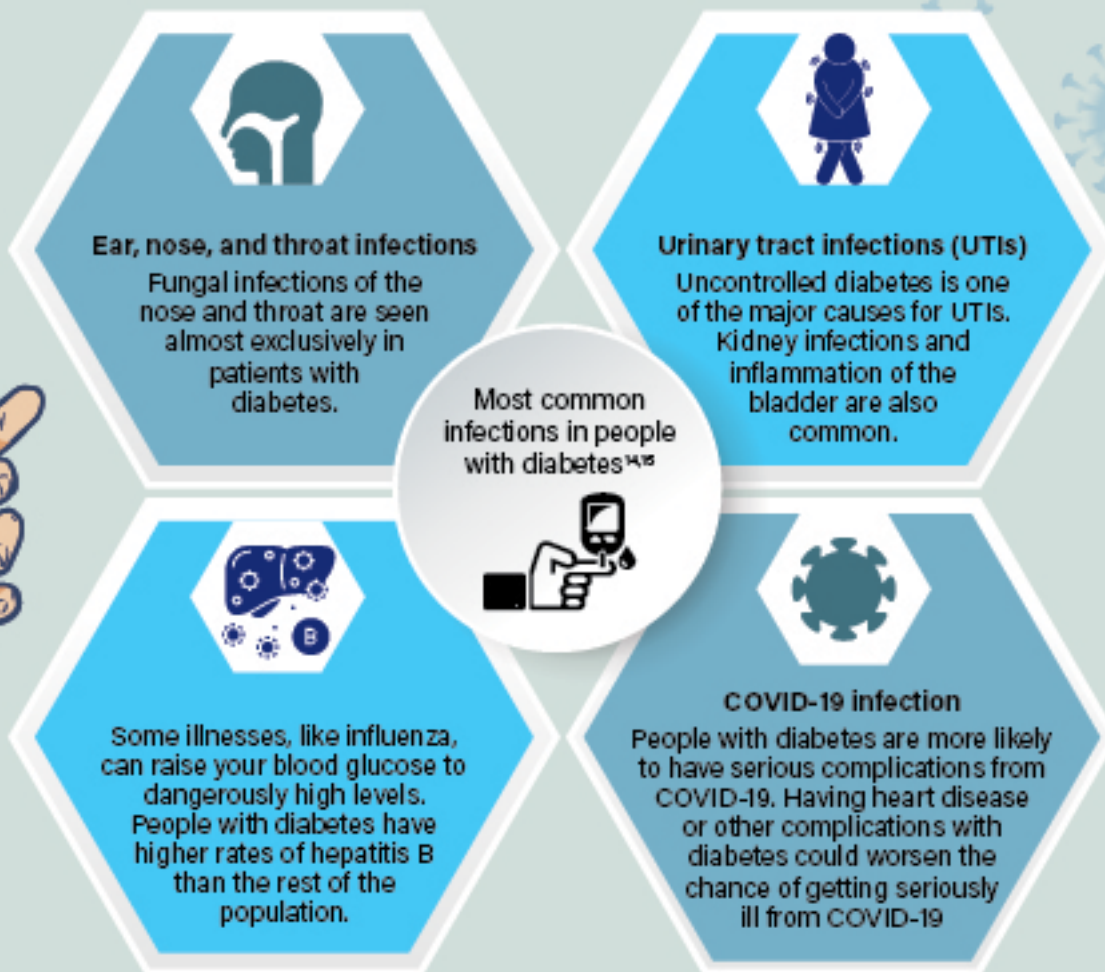 Ear, nose, and throat infections
Fungal infections of the
nose and throat are seen
almost exclusively in
patients with
diabetes.
Urinary tract infections (UTIs)
Uncontrolled diabetes is one
of the major causes for UTIs.
Kidney infections and
inflammation of the
bladder are also
common.
Most common
infections in people
with diabetes¹⁴,¹⁵
B
Some illnesses, like influenza,
can raise your blood glucose to
dangerously high levels.
People with diabetes have
higher rates of hepatitis B
than the rest of the
population.
COVID-19 infection
People with diabetes are more likely
to have serious complications from
COVID-19. Having heart disease
or other complications with
diabetes could worsen the
chance of getting seriously
ill from COVID-19